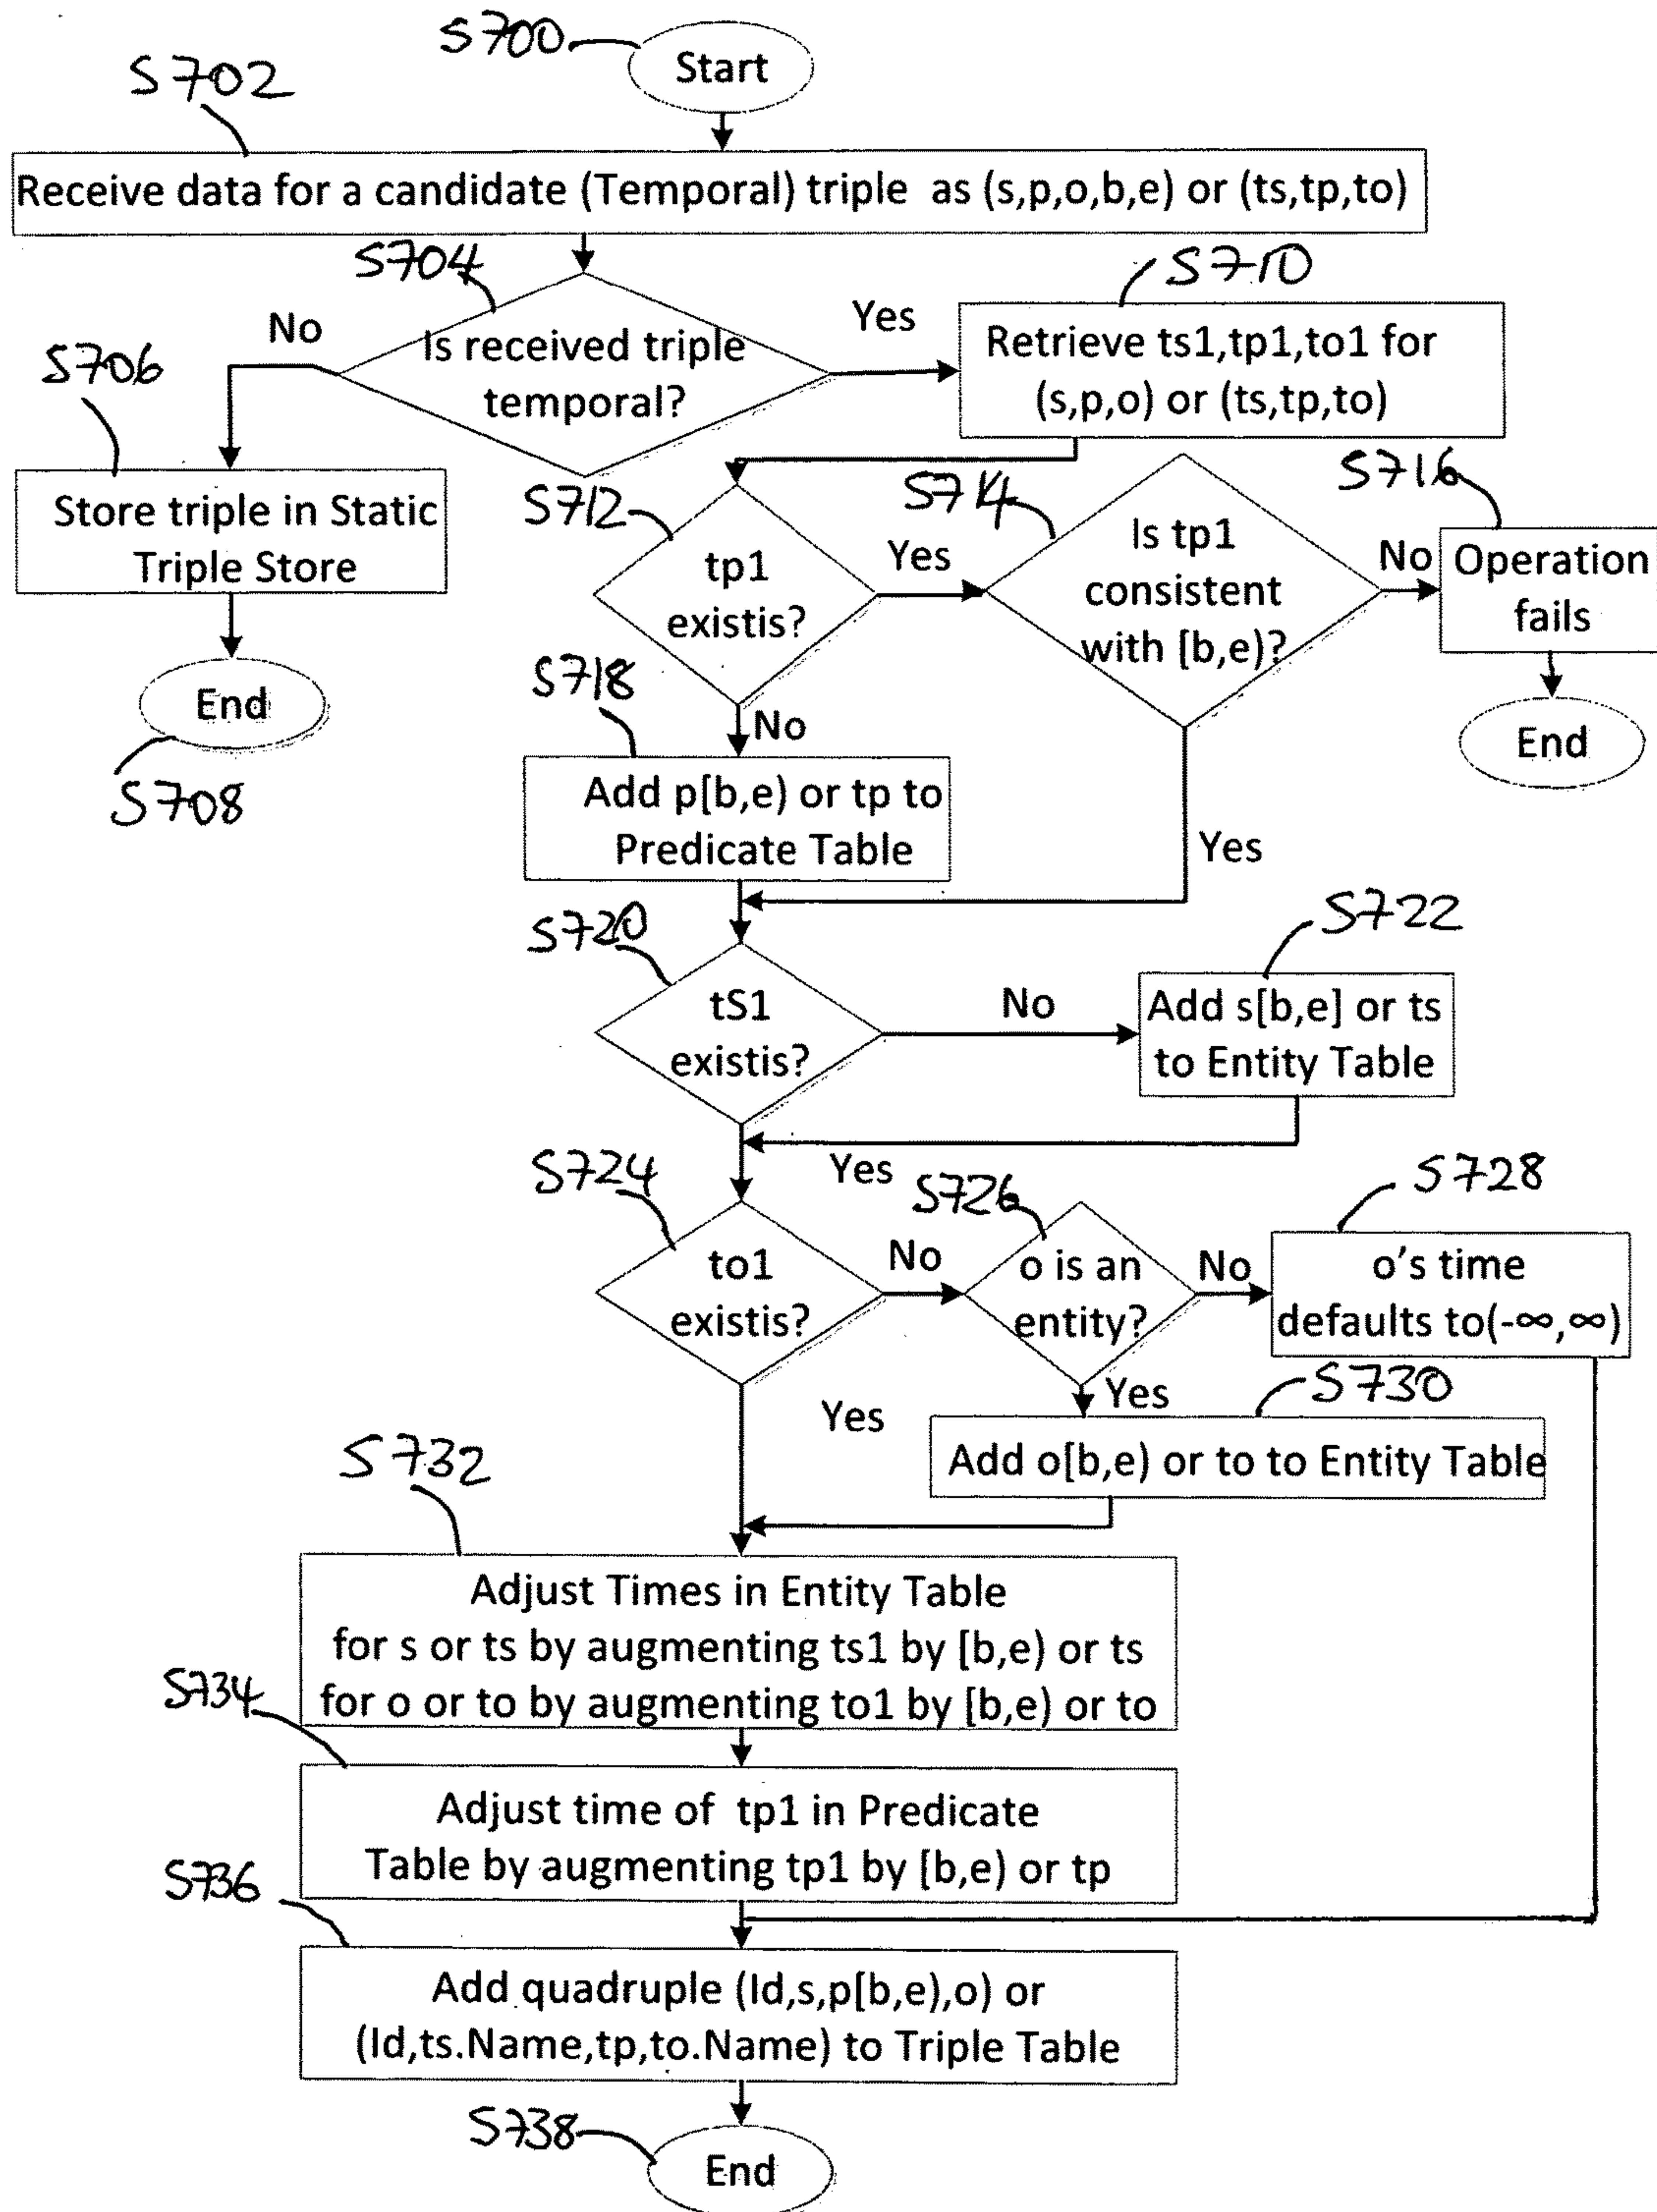 S700
Start
S702
Receive data for a candidate (Temporal) triple as (s,p,o,b,e) or (ts,tp,to)
S704
S710
No
Is received triple
temporal?
Yes
Retrieve ts1,tp1,to1 for
(s,p,o) or (ts,tp,to)
S706
Store triple in Static
Triple Store
S712
tp1
existis?
Yes
S714
Is tp1
consistent
with [b,e)?
No
S716
Operation
fails
End
End
S708
S718
No
Add p[b,e) or tp to
Predicate Table
Yes
S720
tS1
existis?
No
S722
Add s[b,e] or ts
to Entity Table
Yes
S724
to1
existis?
No
S726
o is an
entity?
No
S728
o's time
defaults to(-∞,∞)
Yes
Yes
S730
Add o[b,e) or to to Entity Table
S732
Adjust Times in Entity Table
for s or ts by augmenting ts1 by [b,e) or ts
for o or to by augmenting to1 by [b,e) or to
S734
Adjust time of tp1 in Predicate
Table by augmenting tp1 by [b,e) or tp
S736
Add quadruple (Id,s,p[b,e),o) or
(Id,ts.Name,tp,to.Name) to Triple Table
S738
End